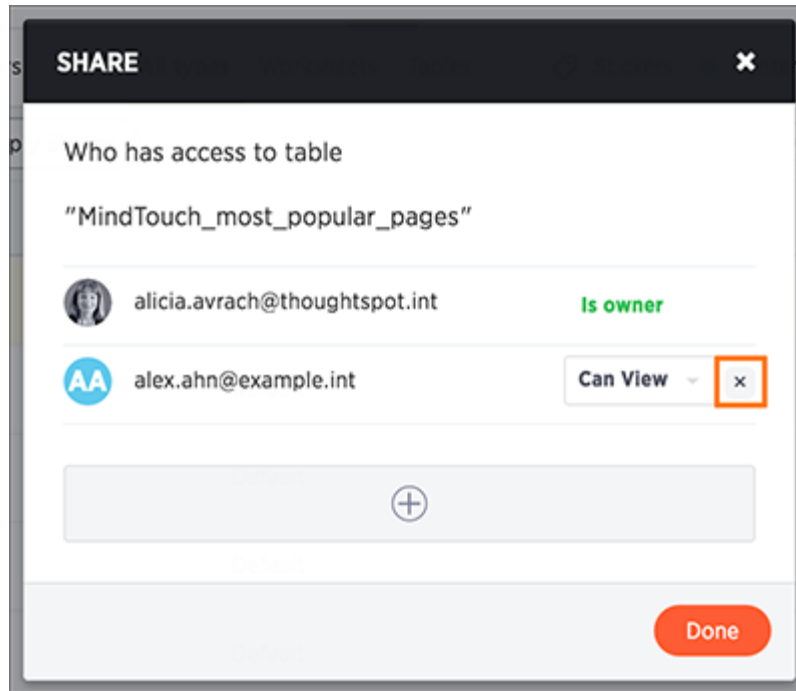 SHARE
Who has access to table
"MindTouch_most_popular_pages"
alicia.avrach@thoughtspot.int Is owner
AA alex.ahn@example.int Can View
Done